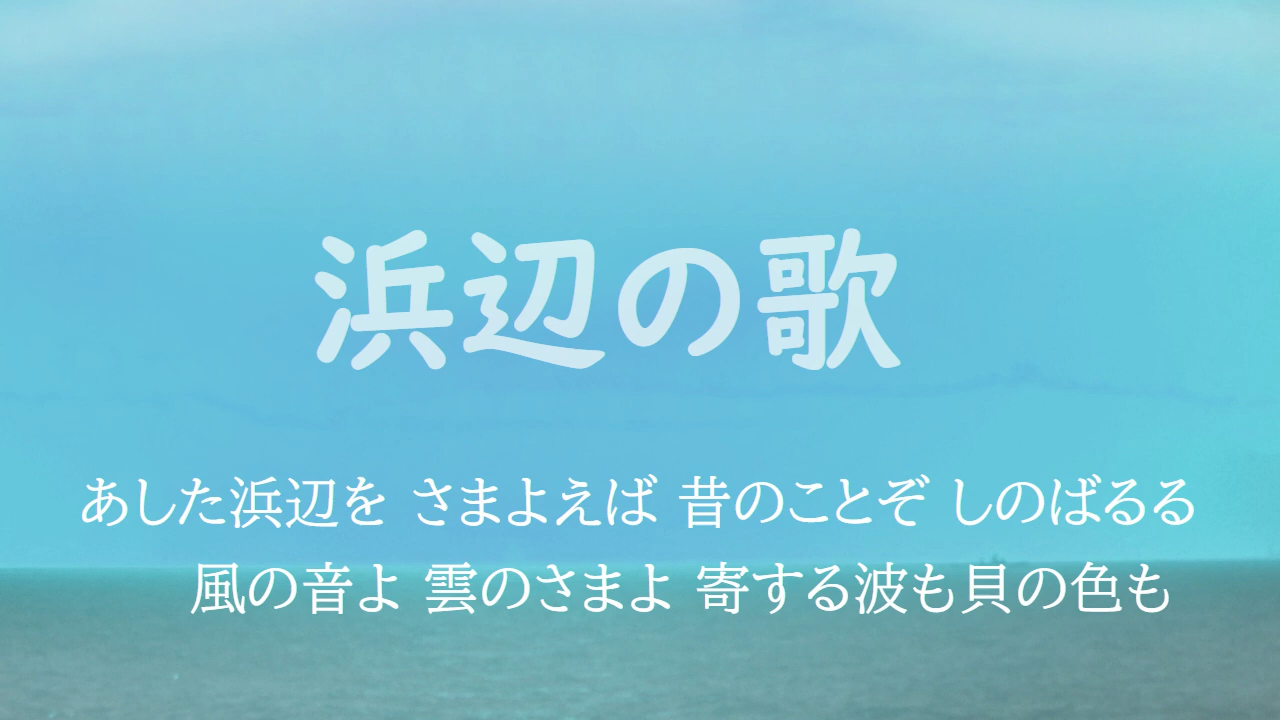 浜辺の歌
あした浜辺を さまよえば 昔のことぞ しのばるる
風の音よ 雲のさまよ 寄する波も貝の色も